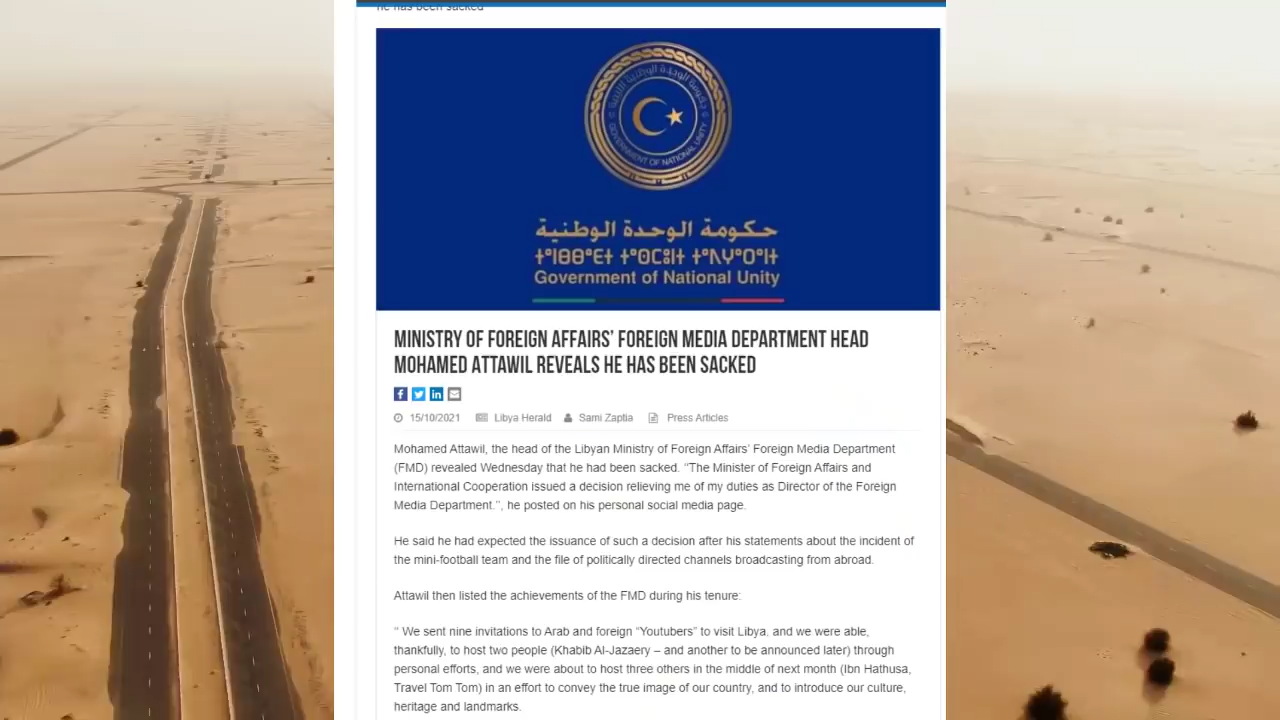 he has been sacked
حكومة الوحدة الوطنية
GOVERNMENT OF NATIONAL UNITY
حكومة الوحدة الوطنية
Government of National Unity
MINISTRY OF FOREIGN AFFAIRS' FOREIGN MEDIA DEPARTMENT HEAD
MOHAMED ATTAWIL REVEALS HE HAS BEEN SACKED
15/10/2021 Libya Herald Sami Zaptia Press Articles
Mohamed Attawil, the head of the Libyan Ministry of Foreign Affairs' Foreign Media Department
(FMD) revealed Wednesday that he had been sacked. "The Minister of Foreign Affairs and
International Cooperation issued a decision relieving me of my duties as Director of the Foreign
Media Department.", he posted on his personal social media page.
He said he had expected the issuance of such a decision after his statements about the incident of
the mini-football team and the file of politically directed channels broadcasting from abroad.
Attawil then listed the achievements of the FMD during his tenure:
" We sent nine invitations to Arab and foreign "Youtubers" to visit Libya, and we were able,
thankfully, to host two people (Khabib Al-Jazaery – and another to be announced later) through
personal efforts, and we were about to host three others in the middle of next month (Ibn Hathusa,
Travel Tom Tom) in an effort to convey the true image of our country, and to introduce our culture,
heritage and landmarks.